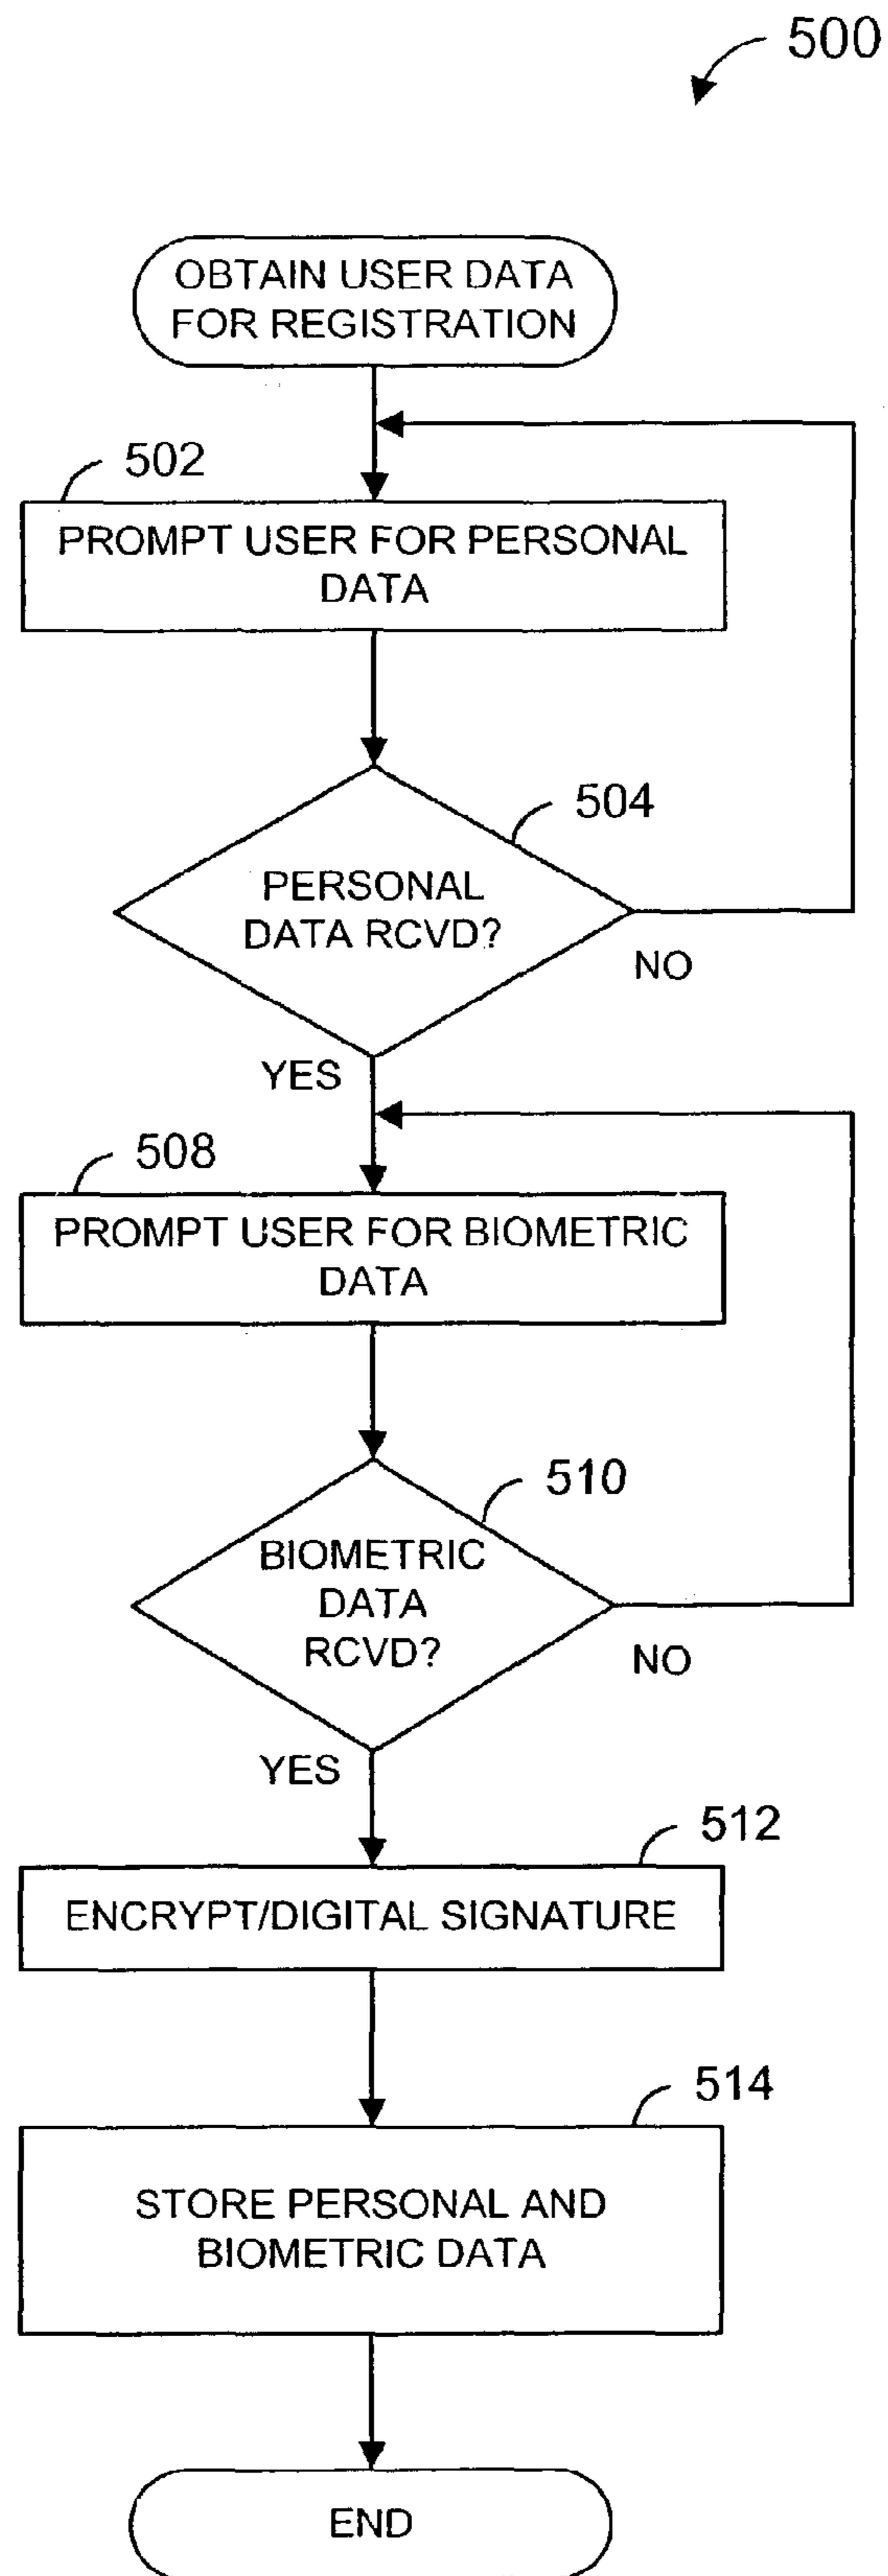 500
OBTAIN USER DATA
FOR REGISTRATION
502
PROMPT USER FOR PERSONAL
DATA
504
PERSONAL
DATA RCVD?
NO
YES
508
PROMPT USER FOR BIOMETRIC
DATA
510
BIOMETRIC
DATA
RCVD?
NO
YES
512
ENCRYPT/DIGITAL SIGNATURE
514
STORE PERSONAL AND
BIOMETRIC DATA
END